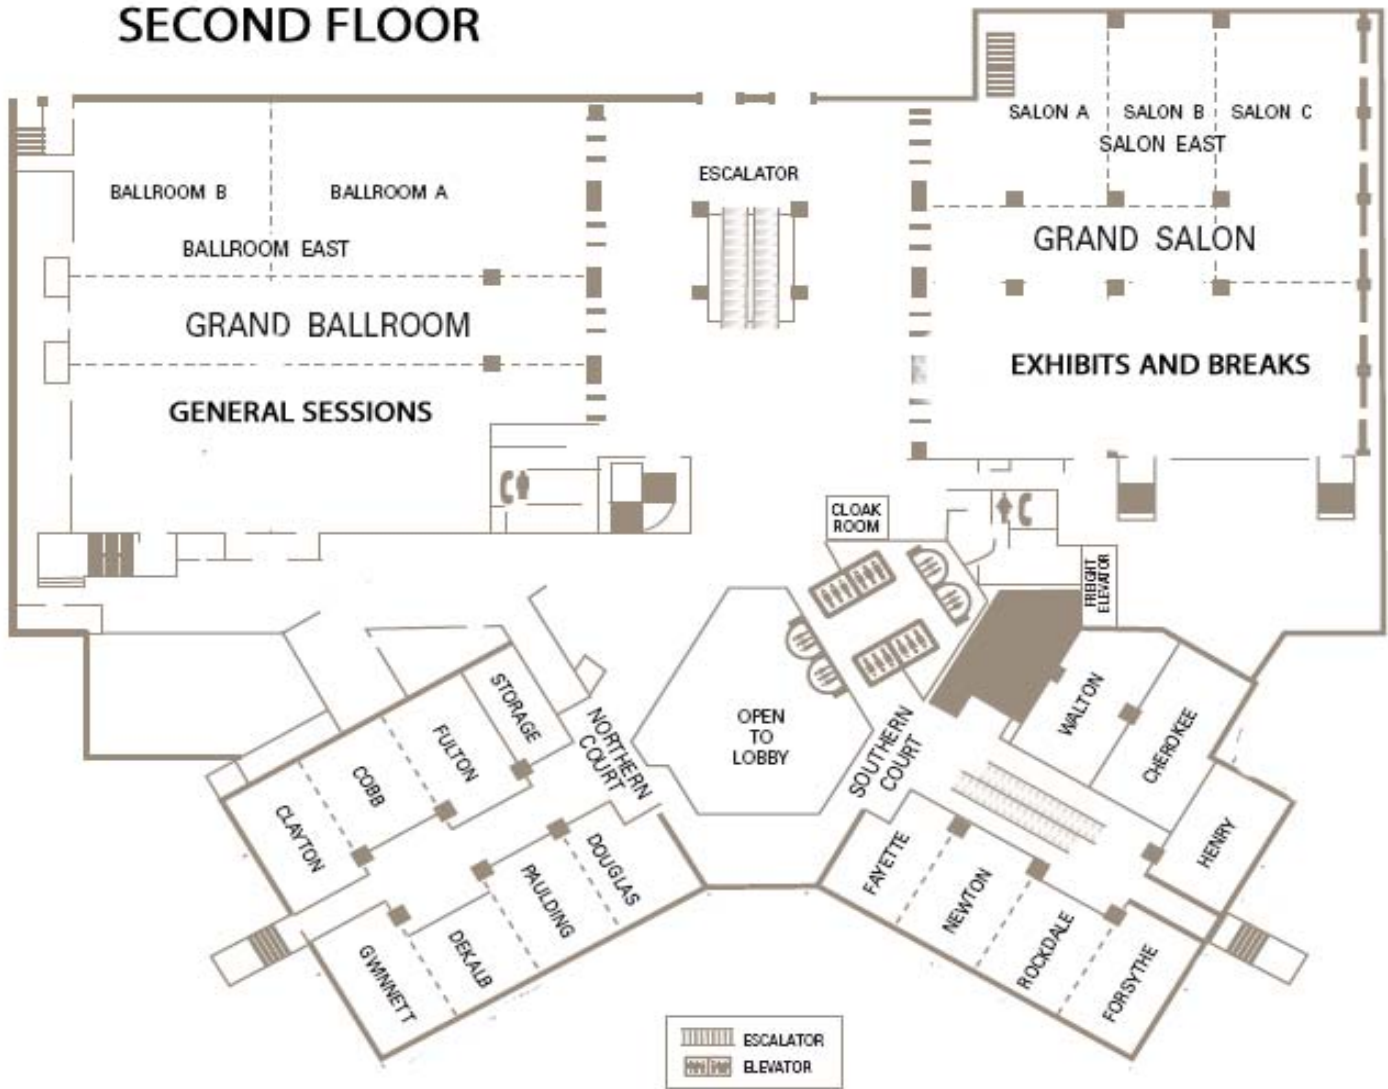 SECOND FLOOR
SALON A
SALON B
SALON C
SALON EAST
ESCALATOR
BALLROOM B
BALLROOM A
BALLROOM EAST
GRAND SALON
GRAND BALLROOM
EXHIBITS AND BREAKS
GENERAL SESSIONS
CLOAK
ROOM
FREIGHT
ELEVATOR
STORAGE
NORTHERN
COURT
FULTON
COBB
CLAYTON
OPEN
TO
LOBBY
SOUTHERN
COURT
WALTON
CHEROKEE
HENRY
DOUGLAS
PAULDING
DEKALB
GWINNETT
FAYETTE
NEWTON
ROCKDALE
FORSYTHE
ESCALATOR
ELEVATOR